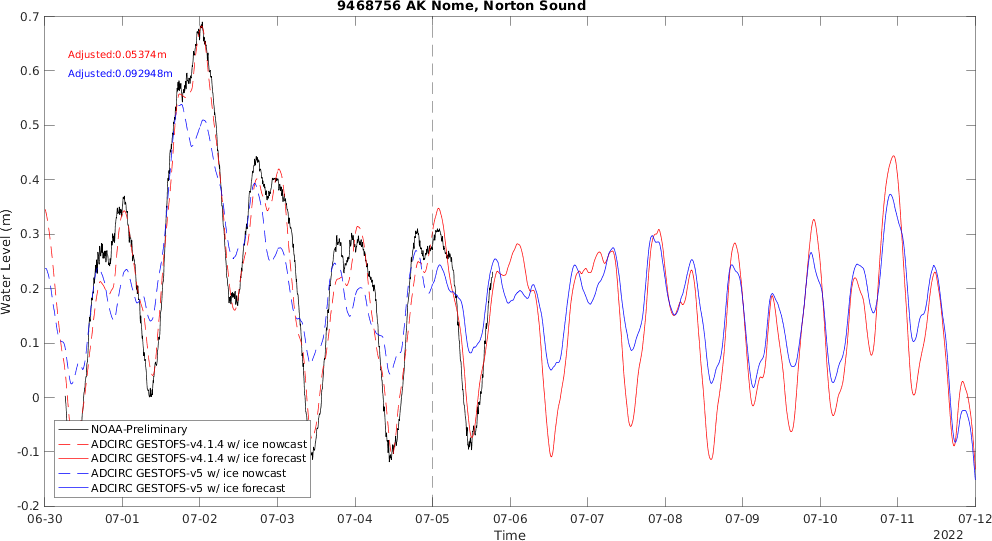 9468756 AK Nome, Norton Sound
0.7
0.6
0.5
0.4
0.3
0.2
0.1
0
-0.1
-0.2
Water Level (m)
Adjusted:0.05374m
Adjusted:0.092948m
NOAA-Preliminary
ADCIRC GESTOFS-v4.1.4 w/ ice nowcast
ADCIRC GESTOFS-v4.1.4 w/ ice forecast
ADCIRC GESTOFS-v5 w/ ice nowcast
ADCIRC GESTOFS-v5 w/ ice forecast
06-30 07-01 07-02 07-03 07-04 07-05 07-06 07-07 07-08 07-09 07-10 07-11 07-12
Time
2022